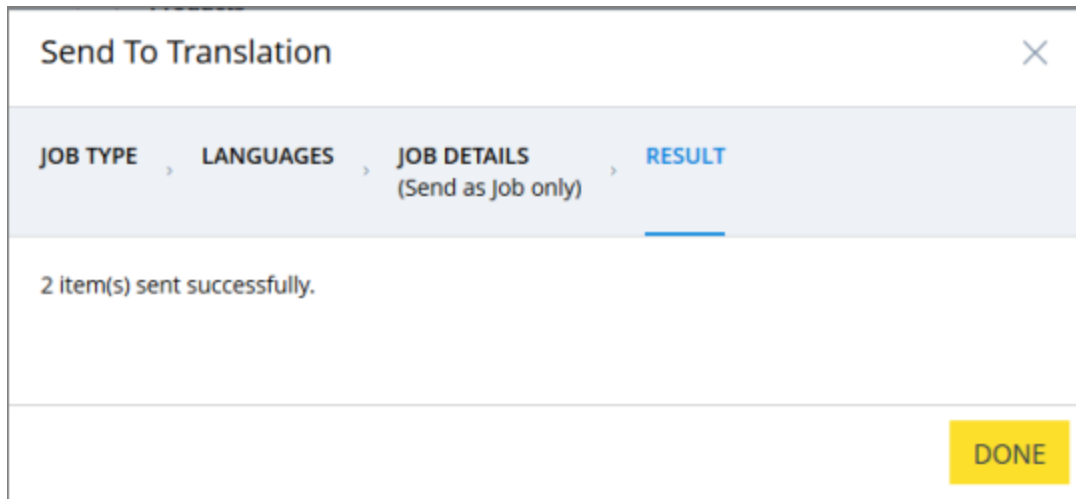 Send To Translation
JOB TYPE › LANGUAGES › JOB DETAILS › RESULT
(Send as Job only)
2 item(s) sent successfully.
DONE